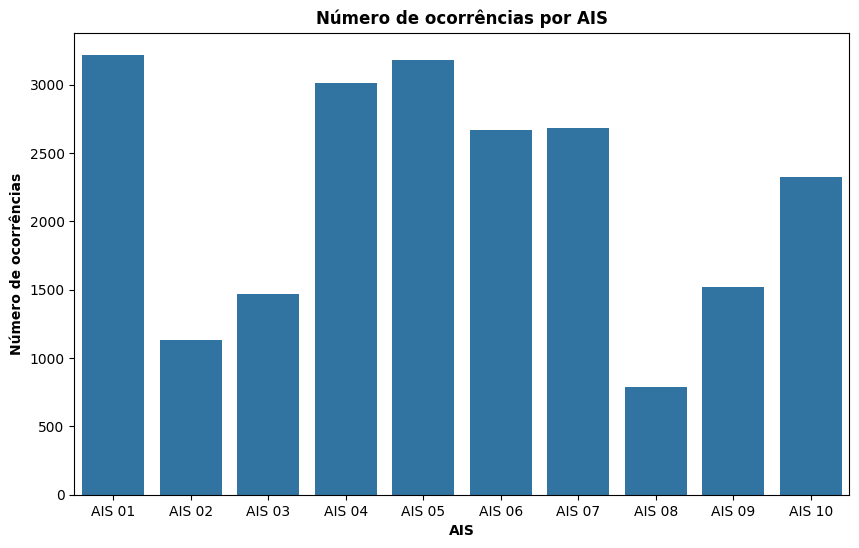 Número de ocorrências por AIS
Número de ocorrências
3000
2500
2000
1500
1000
500
0
AIS 01 AIS 02 AIS 03 AIS 04 AIS 05 AIS 06 AIS 07 AIS 08 AIS 09 AIS 10
AIS